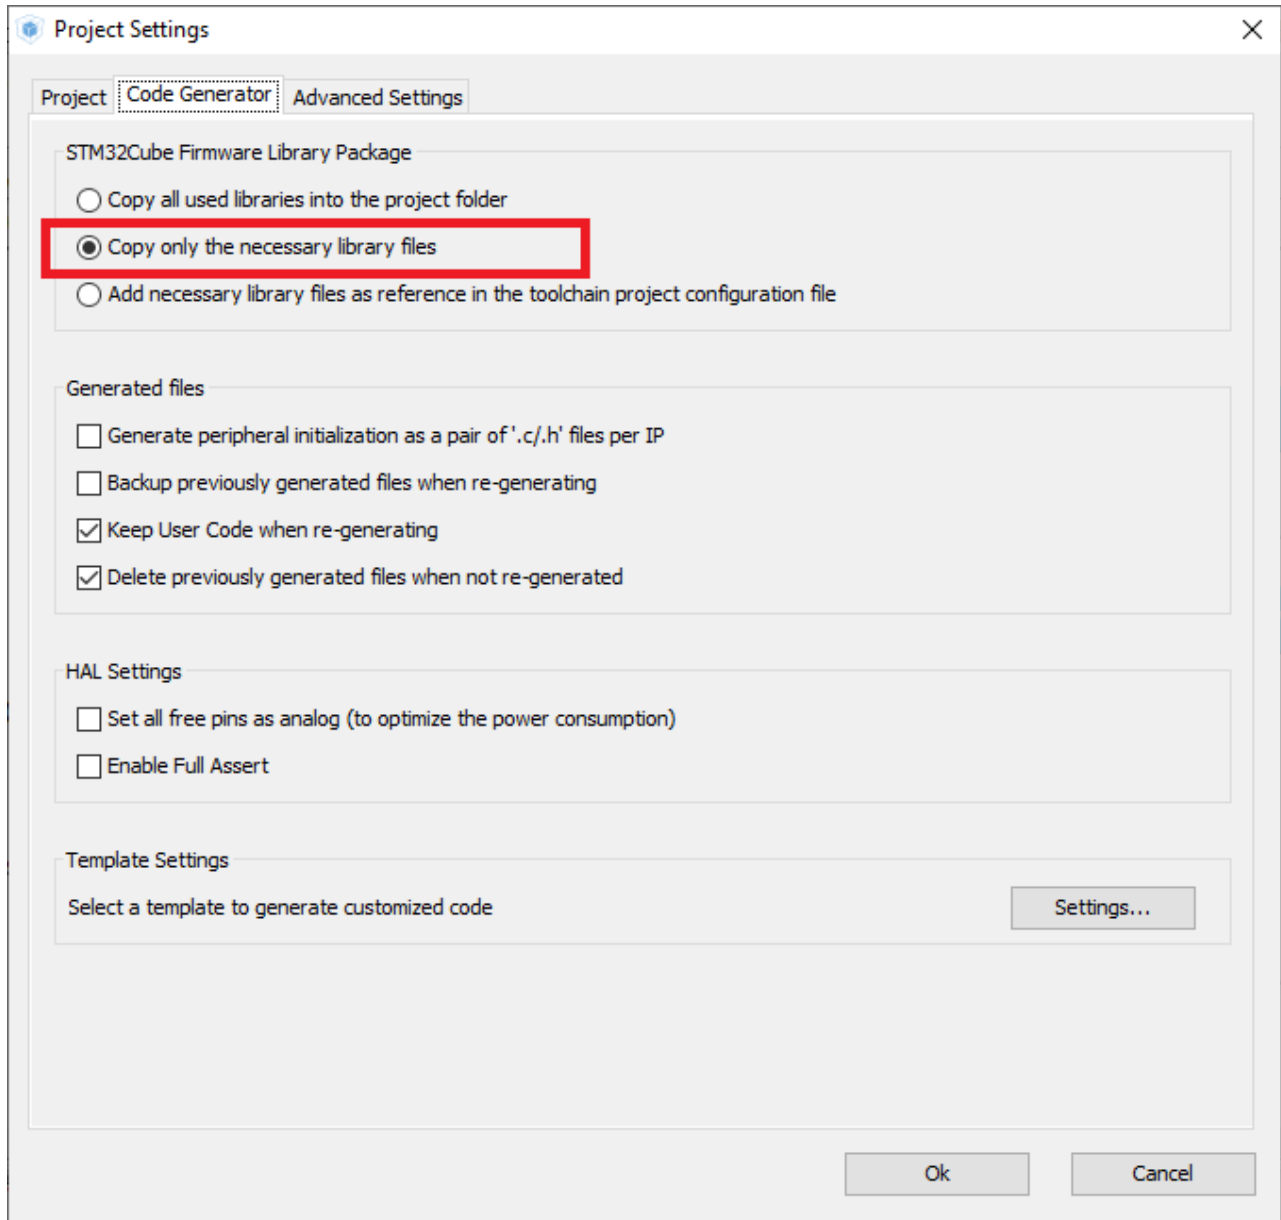 Project Settings
Project Code Generator Advanced Settings
STM32Cube Firmware Library Package
Copy all used libraries into the project folder
Copy only the necessary library files
Add necessary library files as reference in the toolchain project configuration file
Generated files
Generate peripheral initialization as a pair of '.c/.h' files per IP
Backup previously generated files when re-generating
Keep User Code when re-generating
Delete previously generated files when not re-generated
HAL Settings
Set all free pins as analog (to optimize the power consumption)
Enable Full Assert
Template Settings
Select a template to generate customized code Settings...
Ok Cancel